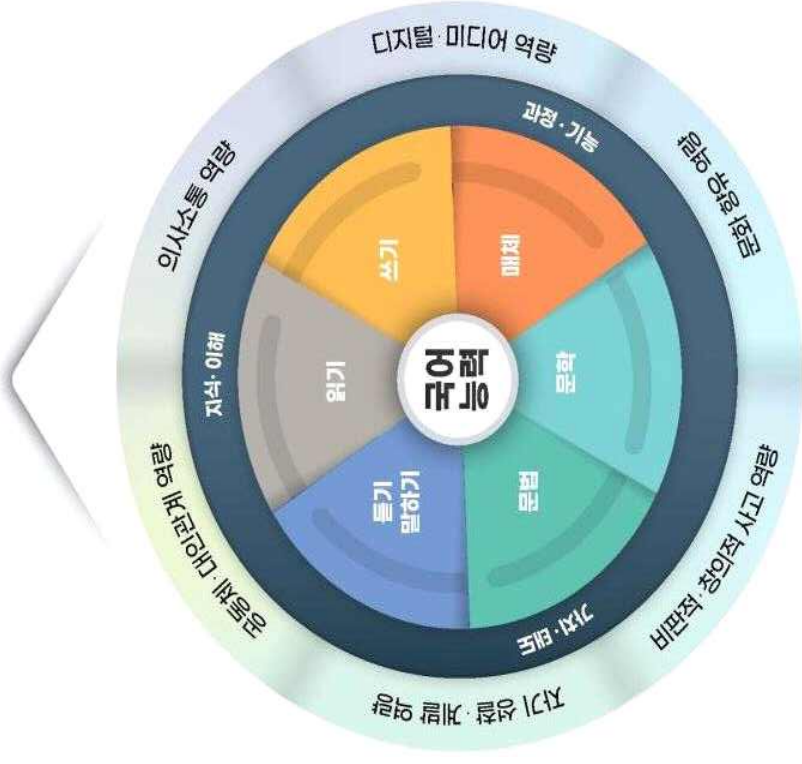 디지털·미디어 역량
문화 향유 역량
비판적·창의적 사고 역량
자기 성찰·계발 역량
공동체·대인관계 역량
의사소통 역량
과정·기능
가치·태도
지식·이해
매체
문학
문법
듣기
말하기
읽기
쓰기
국어
능력